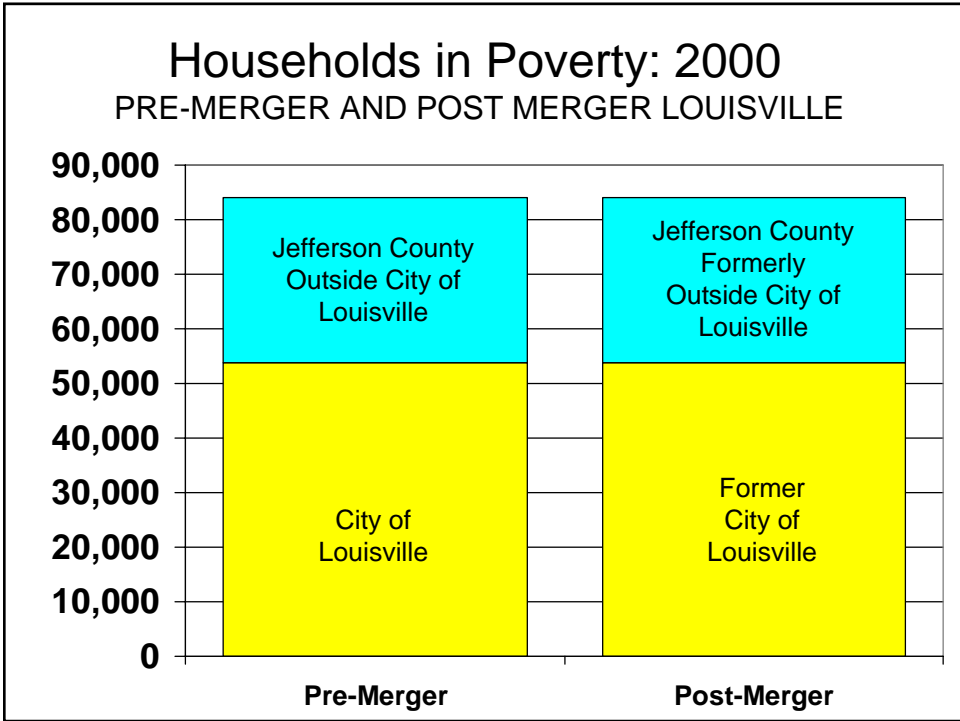 Households in Poverty: 2000
PRE-MERGER AND POST MERGER LOUISVILLE
90,000
80,000
70,000
60,000
50,000
40,000
30,000
20,000
10,000
0
Jefferson County
Outside City of
Louisville
City of
Louisville
Jefferson County
Formerly
Outside City of
Louisville
Former
City of
Louisville
Pre-Merger
Post-Merger